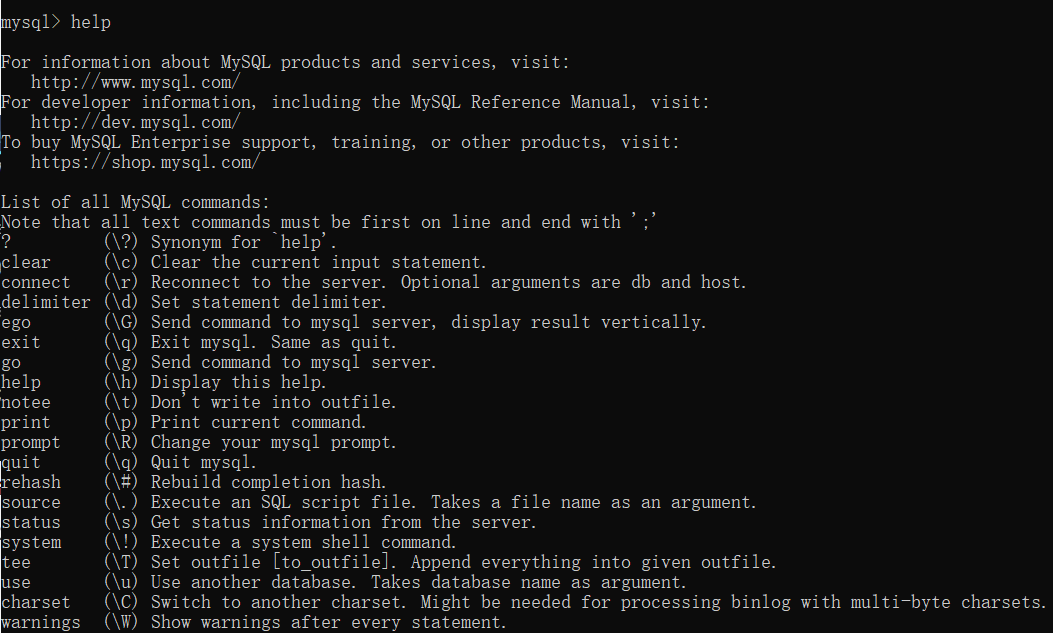 mysql> help
For information about MySQL products and services, visit:
   http://www.mysql.com/
For developer information, including the MySQL Reference Manual, visit:
   http://dev.mysql.com/
To buy MySQL Enterprise support, training, or other products, visit:
   https://shop.mysql.com/
List of all MySQL commands:
Note that all text commands must be first on line and end with ';'
?         (\?) Synonym for `help'.
clear     (\c) Clear the current input statement.
connect   (\r) Reconnect to the server. Optional arguments are db and host.
delimiter (\d) Set statement delimiter.
ego       (\G) Send command to mysql server, display result vertically.
exit      (\q) Exit mysql. Same as quit.
go        (\g) Send command to mysql server.
help      (\h) Display this help.
notee     (\t) Don't write into outfile.
print     (\p) Print current command.
prompt    (\R) Change your mysql prompt.
quit      (\q) Quit mysql.
rehash    (\#) Rebuild completion hash.
source    (\.) Execute an SQL script file. Takes a file name as an argument.
status    (\s) Get status information from the server.
system    (\!) Execute a system shell command.
tee       (\T) Set outfile [to_outfile]. Append everything into given outfile.
use       (\u) Use another database. Takes database name as argument.
charset   (\C) Switch to another charset. Might be needed for processing binlog with multi-byte charsets.
warnings  (\W) Show warnings after every statement.